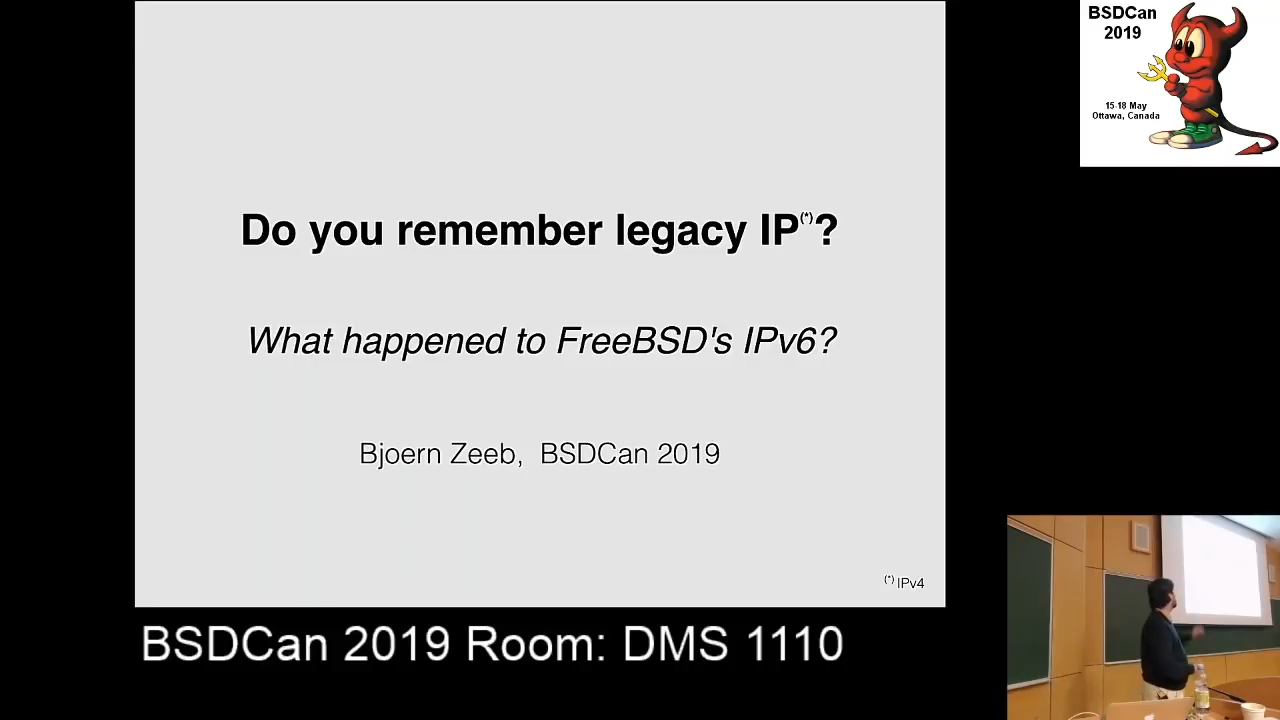 Do you remember legacy IP(*)?
What happened to FreeBSD's IPv6?
Bjoern Zeeb, BSDCan 2019
(*) IPv4
BSDCan
2019
15-18 May
Ottawa, Canada
BSDCan 2019 Room: DMS 1110